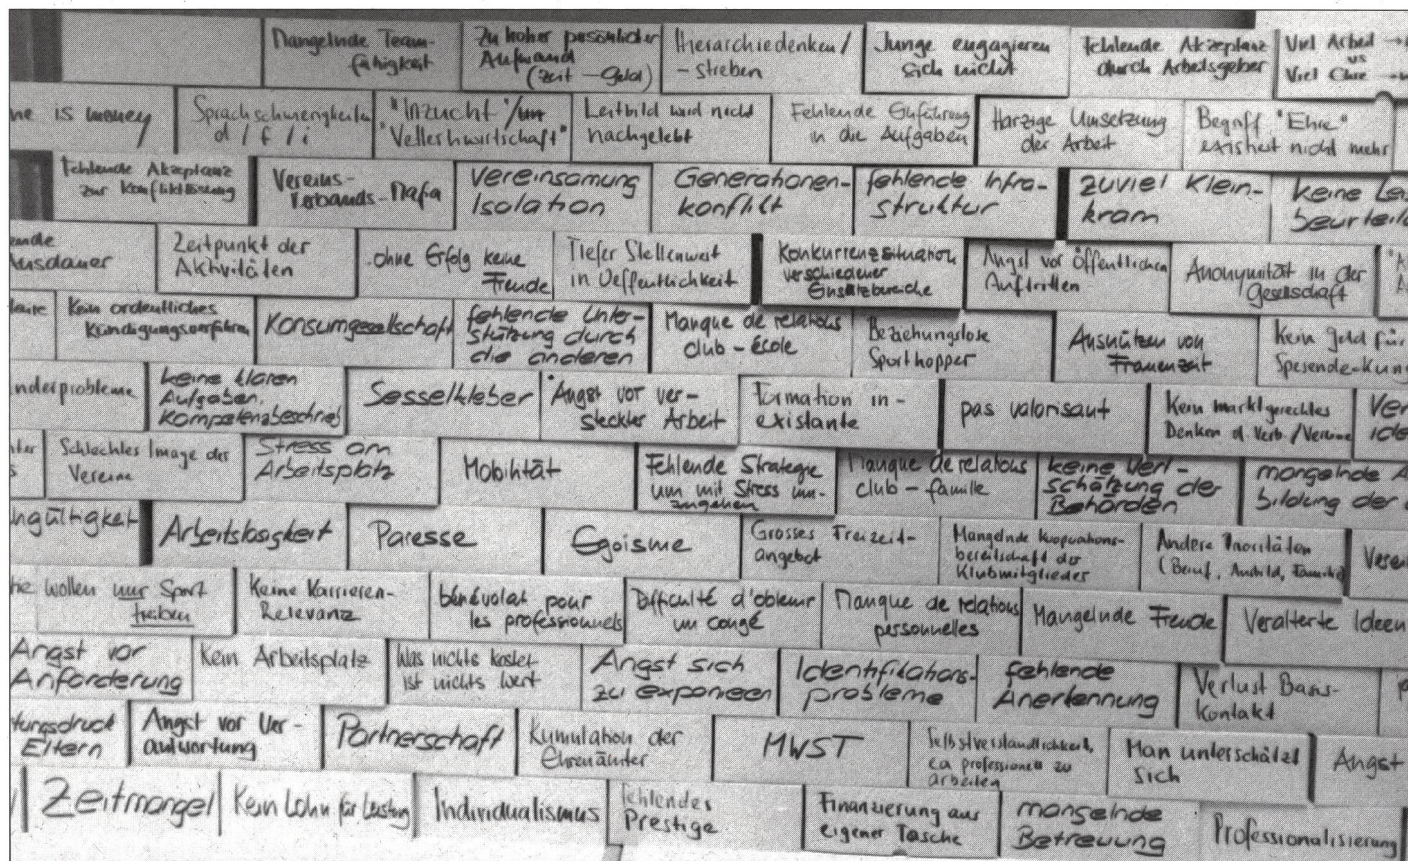 Mangelnde Team-
fähigkeit
Zu hoher persönlicher
Aufwand
(Zeit - Geld)
Hierarchiedenken /
- streben
Junge engagieren
sich nicht
Fehlende Akzeptanz
durch Arbeitgeber
Viel Arbeit →
vs
Viel Ehre →
is money
Sprachschwierigkeiten
d / f / i
"Inzucht"/
"Vetterliwirtschaft"
Leitbild wird nicht
nachgelebt
Fehlende Einführung
in die Aufgaben
Harzige Umsetzung
der Arbeit
Begriff "Ehre"
existiert nicht mehr
Fehlende Akzeptanz
zur Konfliktlösung
Vereins-
Verbands-Mafia
Vereinsamung
Isolation
Generationen-
konflikt
fehlende Infra-
struktur
zuviel Klein-
kram
keine
Ausdauer
Zeitpunkt der
Aktivitäten
ohne Erfolg keine
Freude
Tiefer Stellenwert
in Oeffentlichkeit
Konkurrenzsituation
verschiedener
Einsatzbereiche
Angst vor öffentlichen
Auftritten
Anonymität in der
Gesellschaft
Kein ordentliches
Kündigungsverfahren
Konsumgesellschaft
fehlende Unter-
stützung durch
die anderen
Manque de relations
club - école
Beziehungslose
Sporthopper
Ausnützen von
Frauenzeit
Kein Geld für
keine klaren
Aufgaben,
Kompetenzbeschrieb
Sesselkleber
Angst vor ver-
steckter Arbeit
Formation in-
existante
pas valorisant
Kein marktgerechtes
Denken d. Verb./Vereine
Schlechtes Image der
Vereine
Stress am
Arbeitsplatz
Mobilität
Fehlende Strategie
um mit Stress um-
zugehen
Manque de relations
club - famille
keine Wert-
schätzung der
Behörden
mangelnde
bildung der
Arbeitslosigkeit
Paresse
Egoisme
Grosses Freizeit-
angebot
Mangelnde Kooperations-
bereitschaft der
Klubmitglieder
Andere Prioritäten
(Beruf, Ausbild, Familie)
wollen nur Sport
treiben
Keine Karrieren-
Relevanz
bénévolat pour
les professionnels
Difficulté d'obtenir
un congé
Manque de relations
personnelles
Mangelnde Freude
Veralterte Ideen
Angst vor
Anforderung
Kein Arbeitsplatz
Was nichts kostet
ist nichts wert
Angst sich
zu exponieren
Identifikations-
probleme
fehlende
Anerkennung
Verlust Basis-
kontakt
Eltern
Angst vor Ver-
antwortung
Partnerschaft
Kumulation der
Ehrenämter
MWST
Selbstverständlichkeit,
professionell zu
arbeiten
Man unterschätzt
sich
Angst
Zeitmangel
Kein Lohn für Leistung
Individualismus
fehlendes
Prestige
Finanzierung aus
eigener Tasche
mangelnde
Betreuung
Professionalisierung